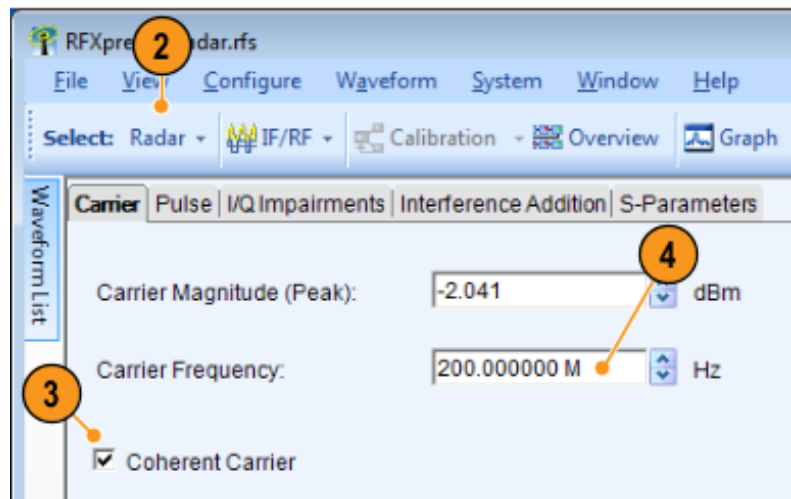 RFXpre dar.rfs
2
File View Configure Waveform System Window Help
Select: Radar IF/RF Calibration Overview Graph
Waveform List
Carrier Pulse I/Q Impairments Interference Addition S-Parameters
4
Carrier Magnitude (Peak): -2.041 dBm
Carrier Frequency: 200.000000 M Hz
3
Coherent Carrier